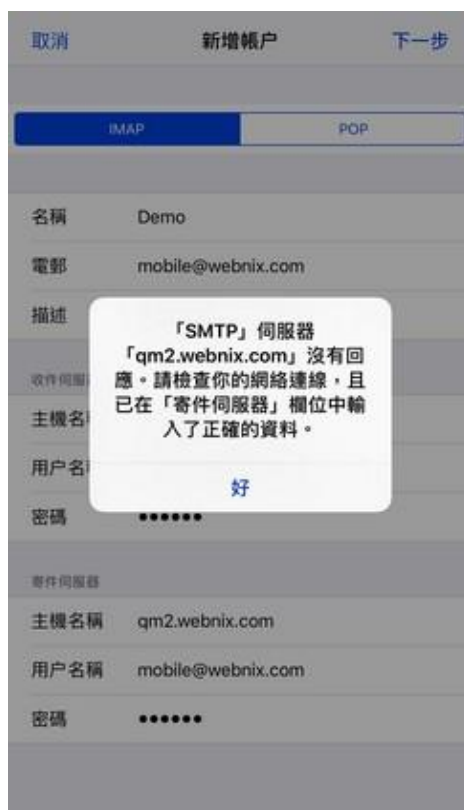 取消 新增帳户 下一步
IMAP POP
名稱 Demo
電郵 mobile@webnix.com
描述
「SMTP」伺服器
「qm2.webnix.com」沒有回
應。請檢查你的網絡連線，且
已在「寄件伺服器」欄位中輸
入了正確的資料。
好
收件伺服
主機名
用户名
密碼 ●●●●●●
寄件伺服器
主機名稱 qm2.webnix.com
用户名稱 mobile@webnix.com
密碼 ●●●●●●